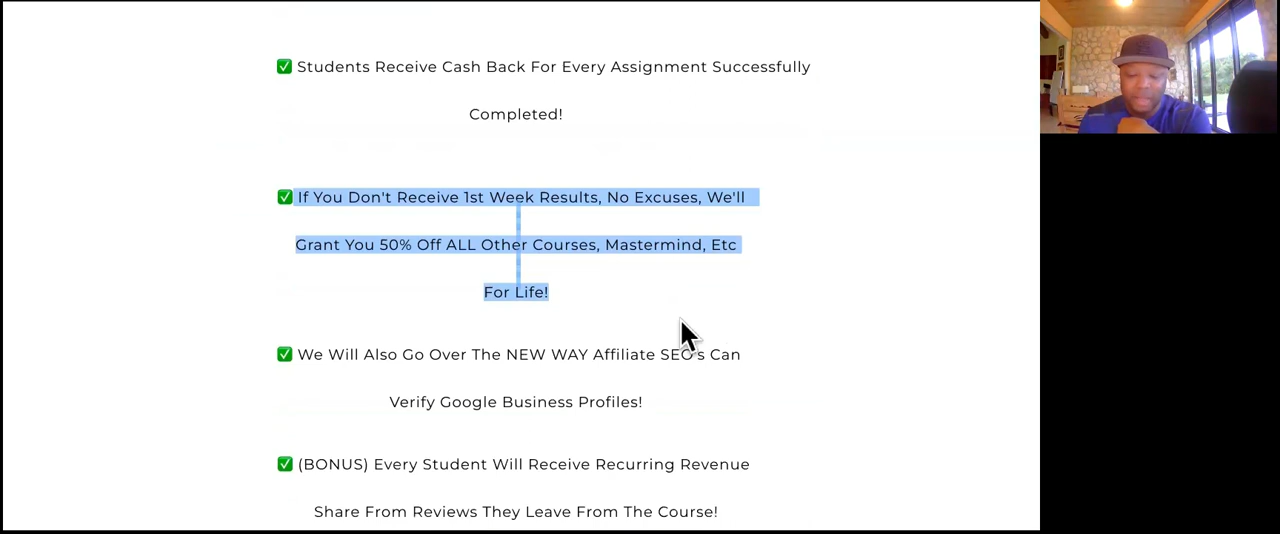 ✅ Students Receive Cash Back For Every Assignment Successfully
Completed!
✅ If You Don't Receive 1st Week Results, No Excuses, We'll
Grant You 50% Off ALL Other Courses, Mastermind, Etc
For Life!
✅ We Will Also Go Over The NEW WAY Affiliate SEO's Can
Verify Google Business Profiles!
✅ (BONUS) Every Student Will Receive Recurring Revenue
Share From Reviews They Leave From The Course!